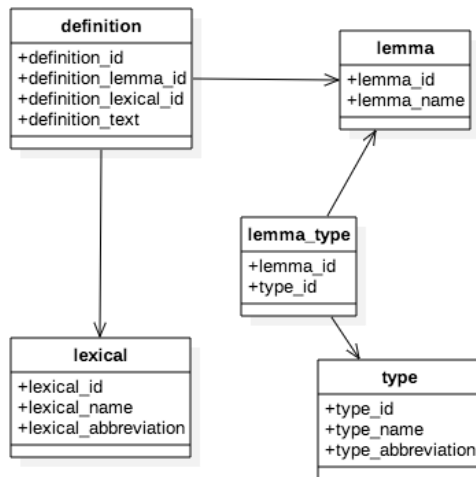 definition
+definition_id
+definition_lemma_id
+definition_lexical_id
+definition_text
lemma
+lemma_id
+lemma_name
lemma_type
+lemma_id
+type_id
lexical
+lexical_id
+lexical_name
+lexical_abbreviation
type
+type_id
+type_name
+type_abbreviation